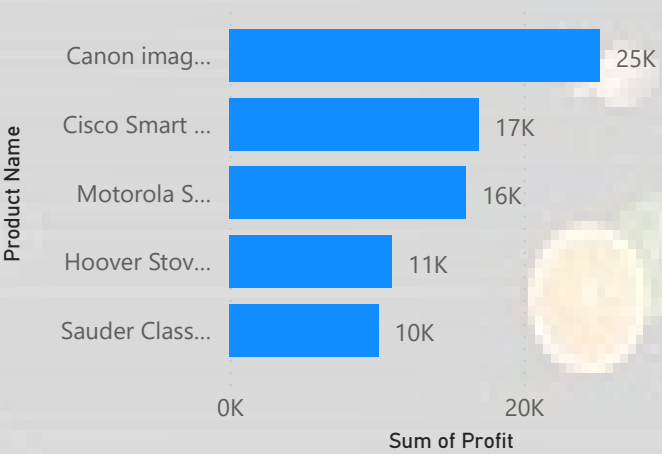 Product Name
Canon imag... 25K
Cisco Smart ... 17K
Motorola S... 16K
Hoover Stov... 11K
Sauder Class... 10K
0K 20K
Sum of Profit